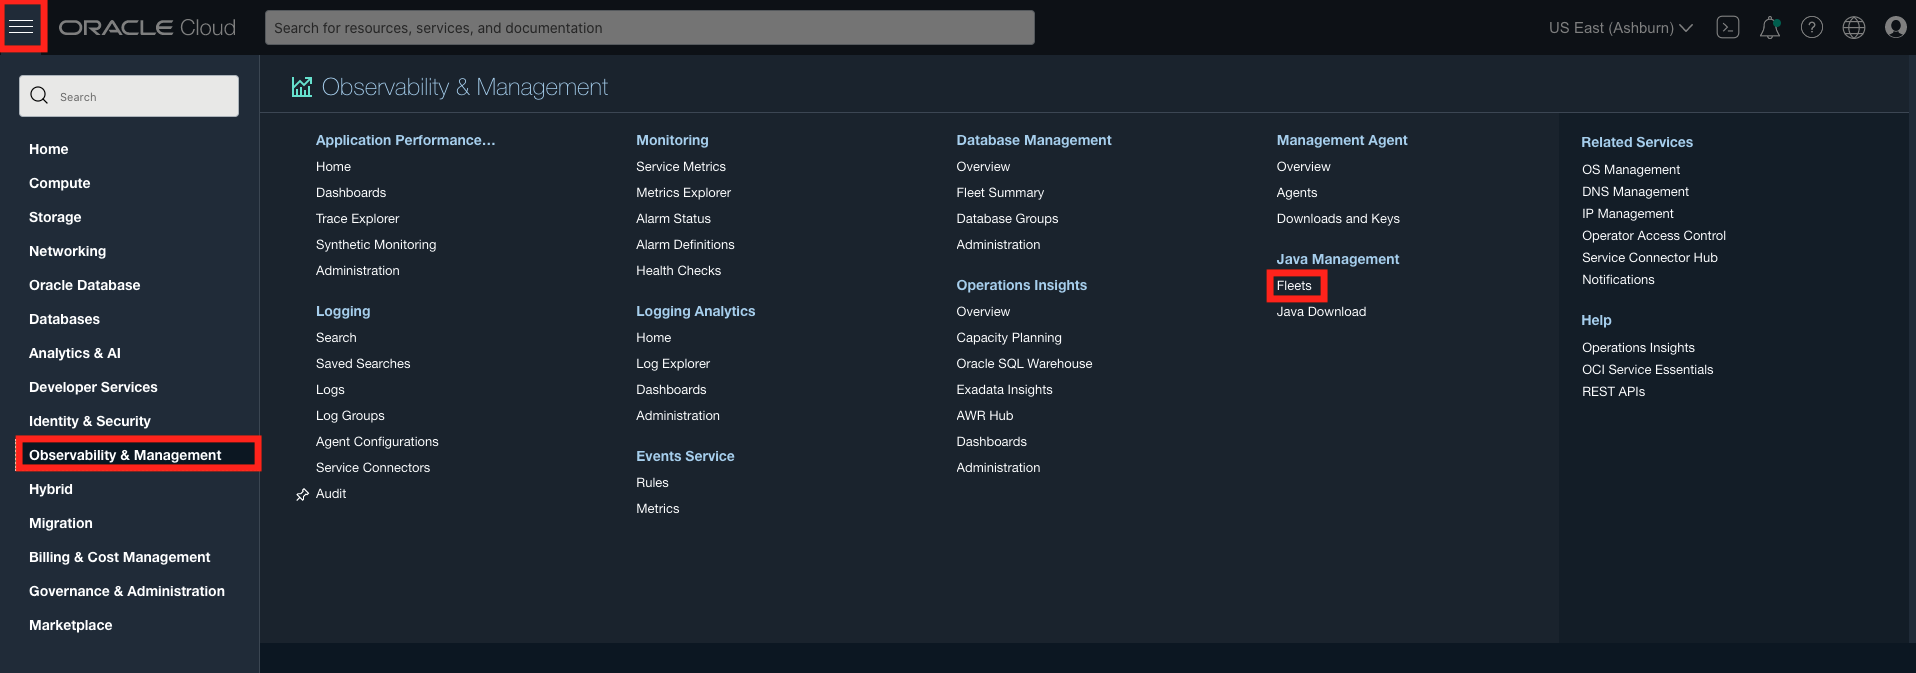 ORACLE Cloud
Search for resources, services, and documentation
US East (Ashburn)
Search
Home
Compute
Storage
Networking
Oracle Database
Databases
Analytics & AI
Developer Services
Identity & Security
Observability & Management
Hybrid
Migration
Billing & Cost Management
Governance & Administration
Marketplace
Observability & Management
Application Performance...
Home
Dashboards
Trace Explorer
Synthetic Monitoring
Administration
Logging
Search
Saved Searches
Logs
Log Groups
Agent Configurations
Service Connectors
Audit
Monitoring
Service Metrics
Metrics Explorer
Alarm Status
Alarm Definitions
Health Checks
Logging Analytics
Home
Log Explorer
Dashboards
Administration
Events Service
Rules
Metrics
Database Management
Overview
Fleet Summary
Database Groups
Administration
Operations Insights
Overview
Capacity Planning
Oracle SQL Warehouse
Exadata Insights
AWR Hub
Dashboards
Administration
Management Agent
Overview
Agents
Downloads and Keys
Java Management
Fleets
Java Download
Related Services
OS Management
DNS Management
IP Management
Operator Access Control
Service Connector Hub
Notifications
Help
Operations Insights
OCI Service Essentials
REST APIs